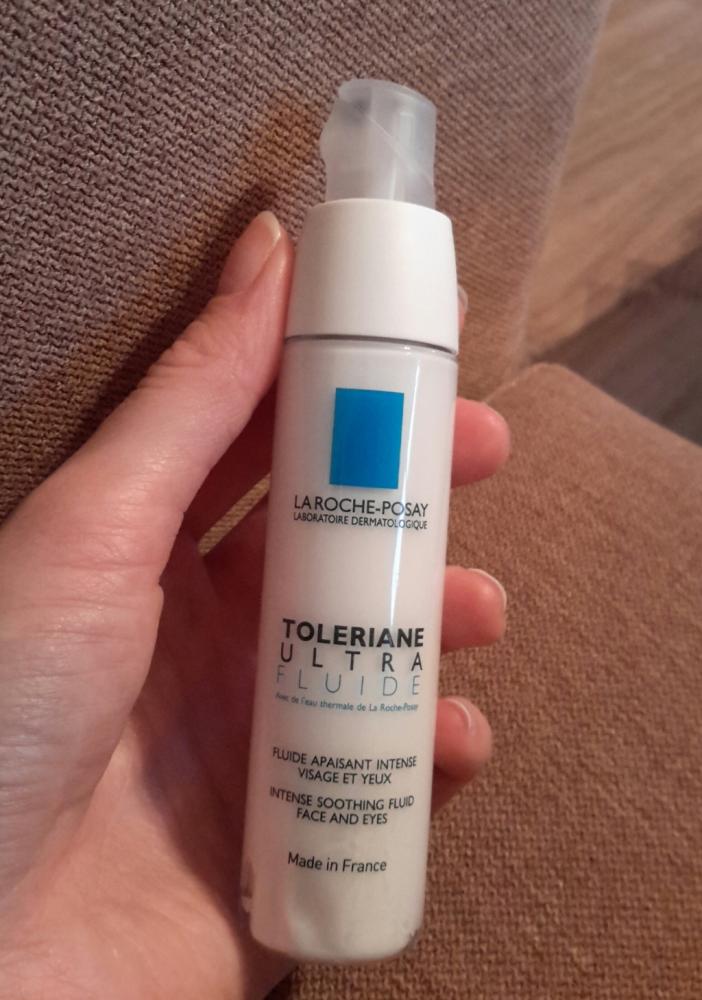 LA ROCHE-POSAY
LABORATOIRE DERMATOLOGIQUE
TOLERIANE
ULTRA
FLUIDE
Avec de l'eau thermale de La Roche-Posay
FLUIDE APAISANT INTENSE
VISAGE ET YEUX
INTENSE SOOTHING FLUID
FACE AND EYES
Made in France